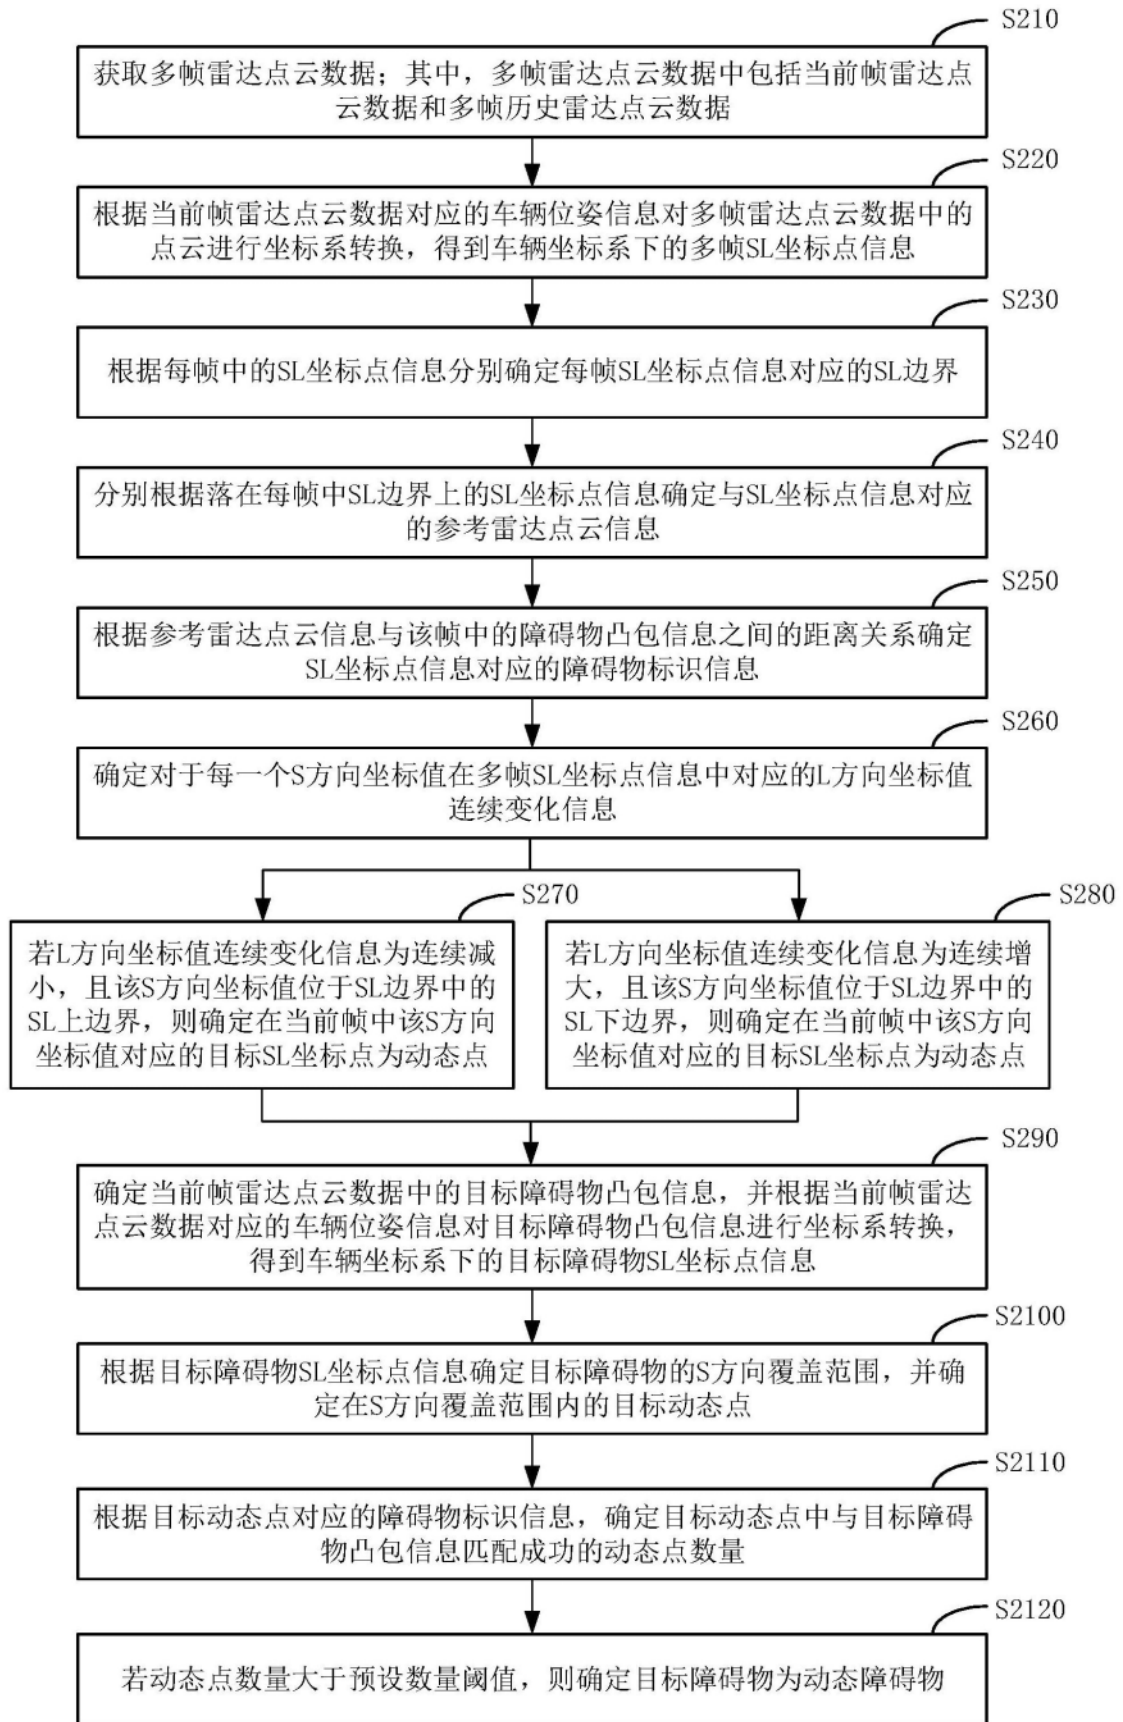 S210
获取多帧雷达点云数据；其中，多帧雷达点云数据中包括当前帧雷达点
云数据和多帧历史雷达点云数据
S220
根据当前帧雷达点云数据对应的车辆位姿信息对多帧雷达点云数据中的
点云进行坐标系转换，得到车辆坐标系下的多帧SL坐标点信息
S230
根据每帧中的SL坐标点信息分别确定每帧SL坐标点信息对应的SL边界
S240
分别根据落在每帧中SL边界上的SL坐标点信息确定与SL坐标点信息对应
的参考雷达点云信息
S250
根据参考雷达点云信息与该帧中的障碍物凸包信息之间的距离关系确定
SL坐标点信息对应的障碍物标识信息
S260
确定对于每一个S方向坐标值在多帧SL坐标点信息中对应的L方向坐标值
连续变化信息
S270
若L方向坐标值连续变化信息为连续减
小，且该S方向坐标值位于SL边界中的
SL上边界，则确定在当前帧中该S方向
坐标值对应的目标SL坐标点为动态点
S280
若L方向坐标值连续变化信息为连续增
大，且该S方向坐标值位于SL边界中的
SL下边界，则确定在当前帧中该S方向
坐标值对应的目标SL坐标点为动态点
S290
确定当前帧雷达点云数据中的目标障碍物凸包信息，并根据当前帧雷达
点云数据对应的车辆位姿信息对目标障碍物凸包信息进行坐标系转换，
得到车辆坐标系下的目标障碍物SL坐标点信息
S2100
根据目标障碍物SL坐标点信息确定目标障碍物的S方向覆盖范围，并确
定在S方向覆盖范围内的目标动态点
S2110
根据目标动态点对应的障碍物标识信息，确定目标动态点中与目标障碍
物凸包信息匹配成功的动态点数量
S2120
若动态点数量大于预设数量阈值，则确定目标障碍物为动态障碍物